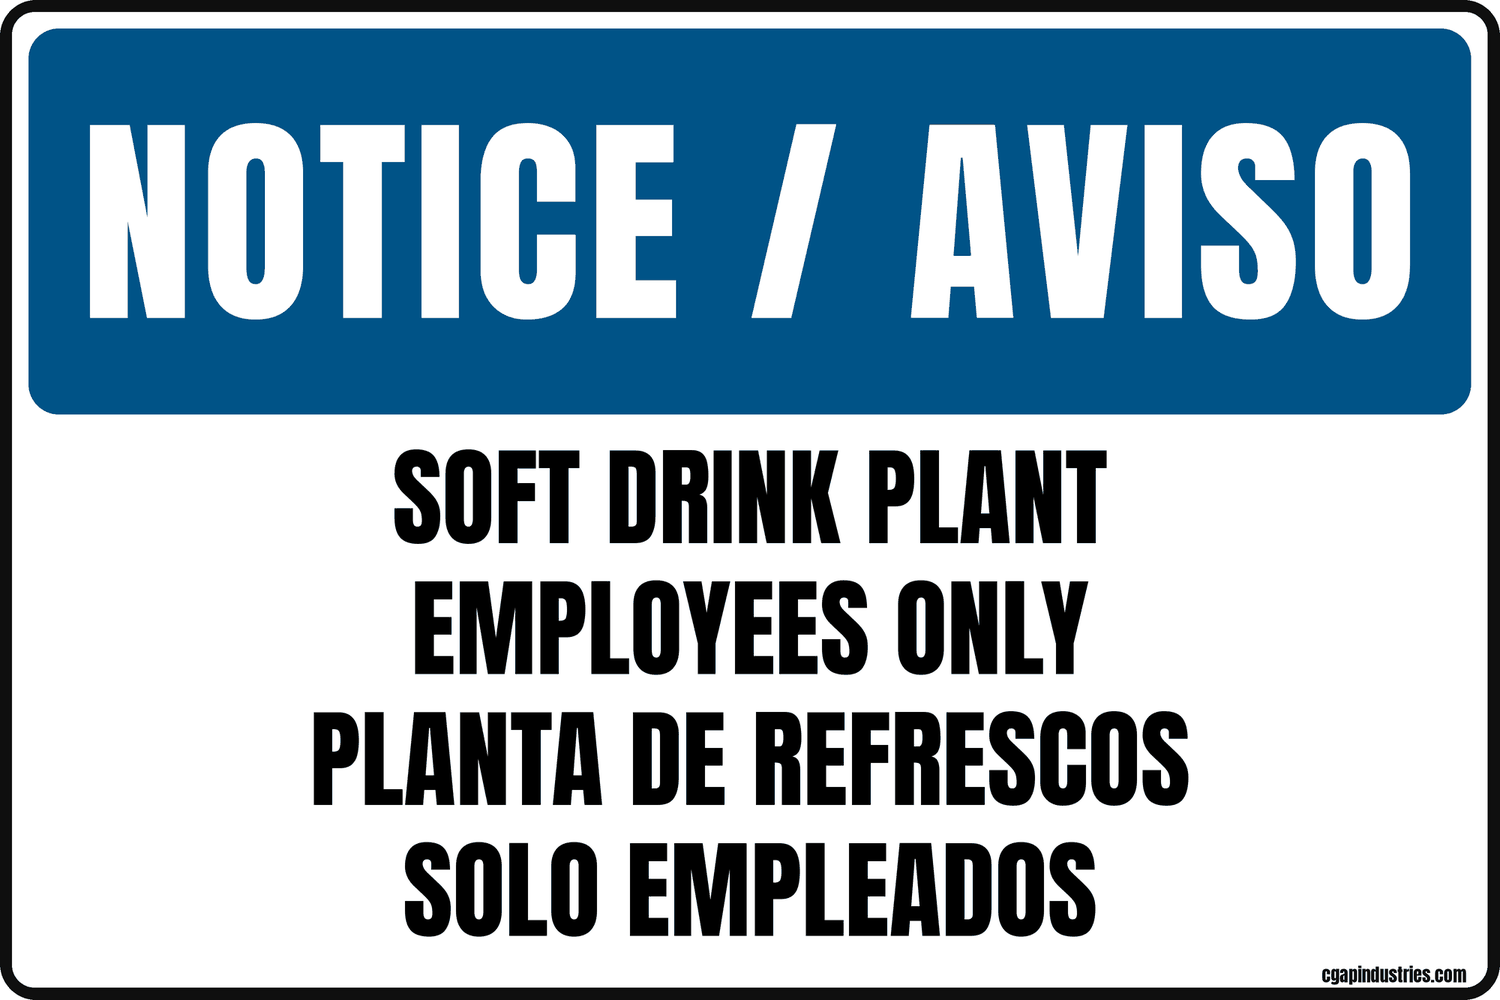 NOTICE / AVISO
SOFT DRINK PLANT
EMPLOYEES ONLY
PLANTA DE REFRESCOS
SOLO EMPLEADOS
cgapindustries.com